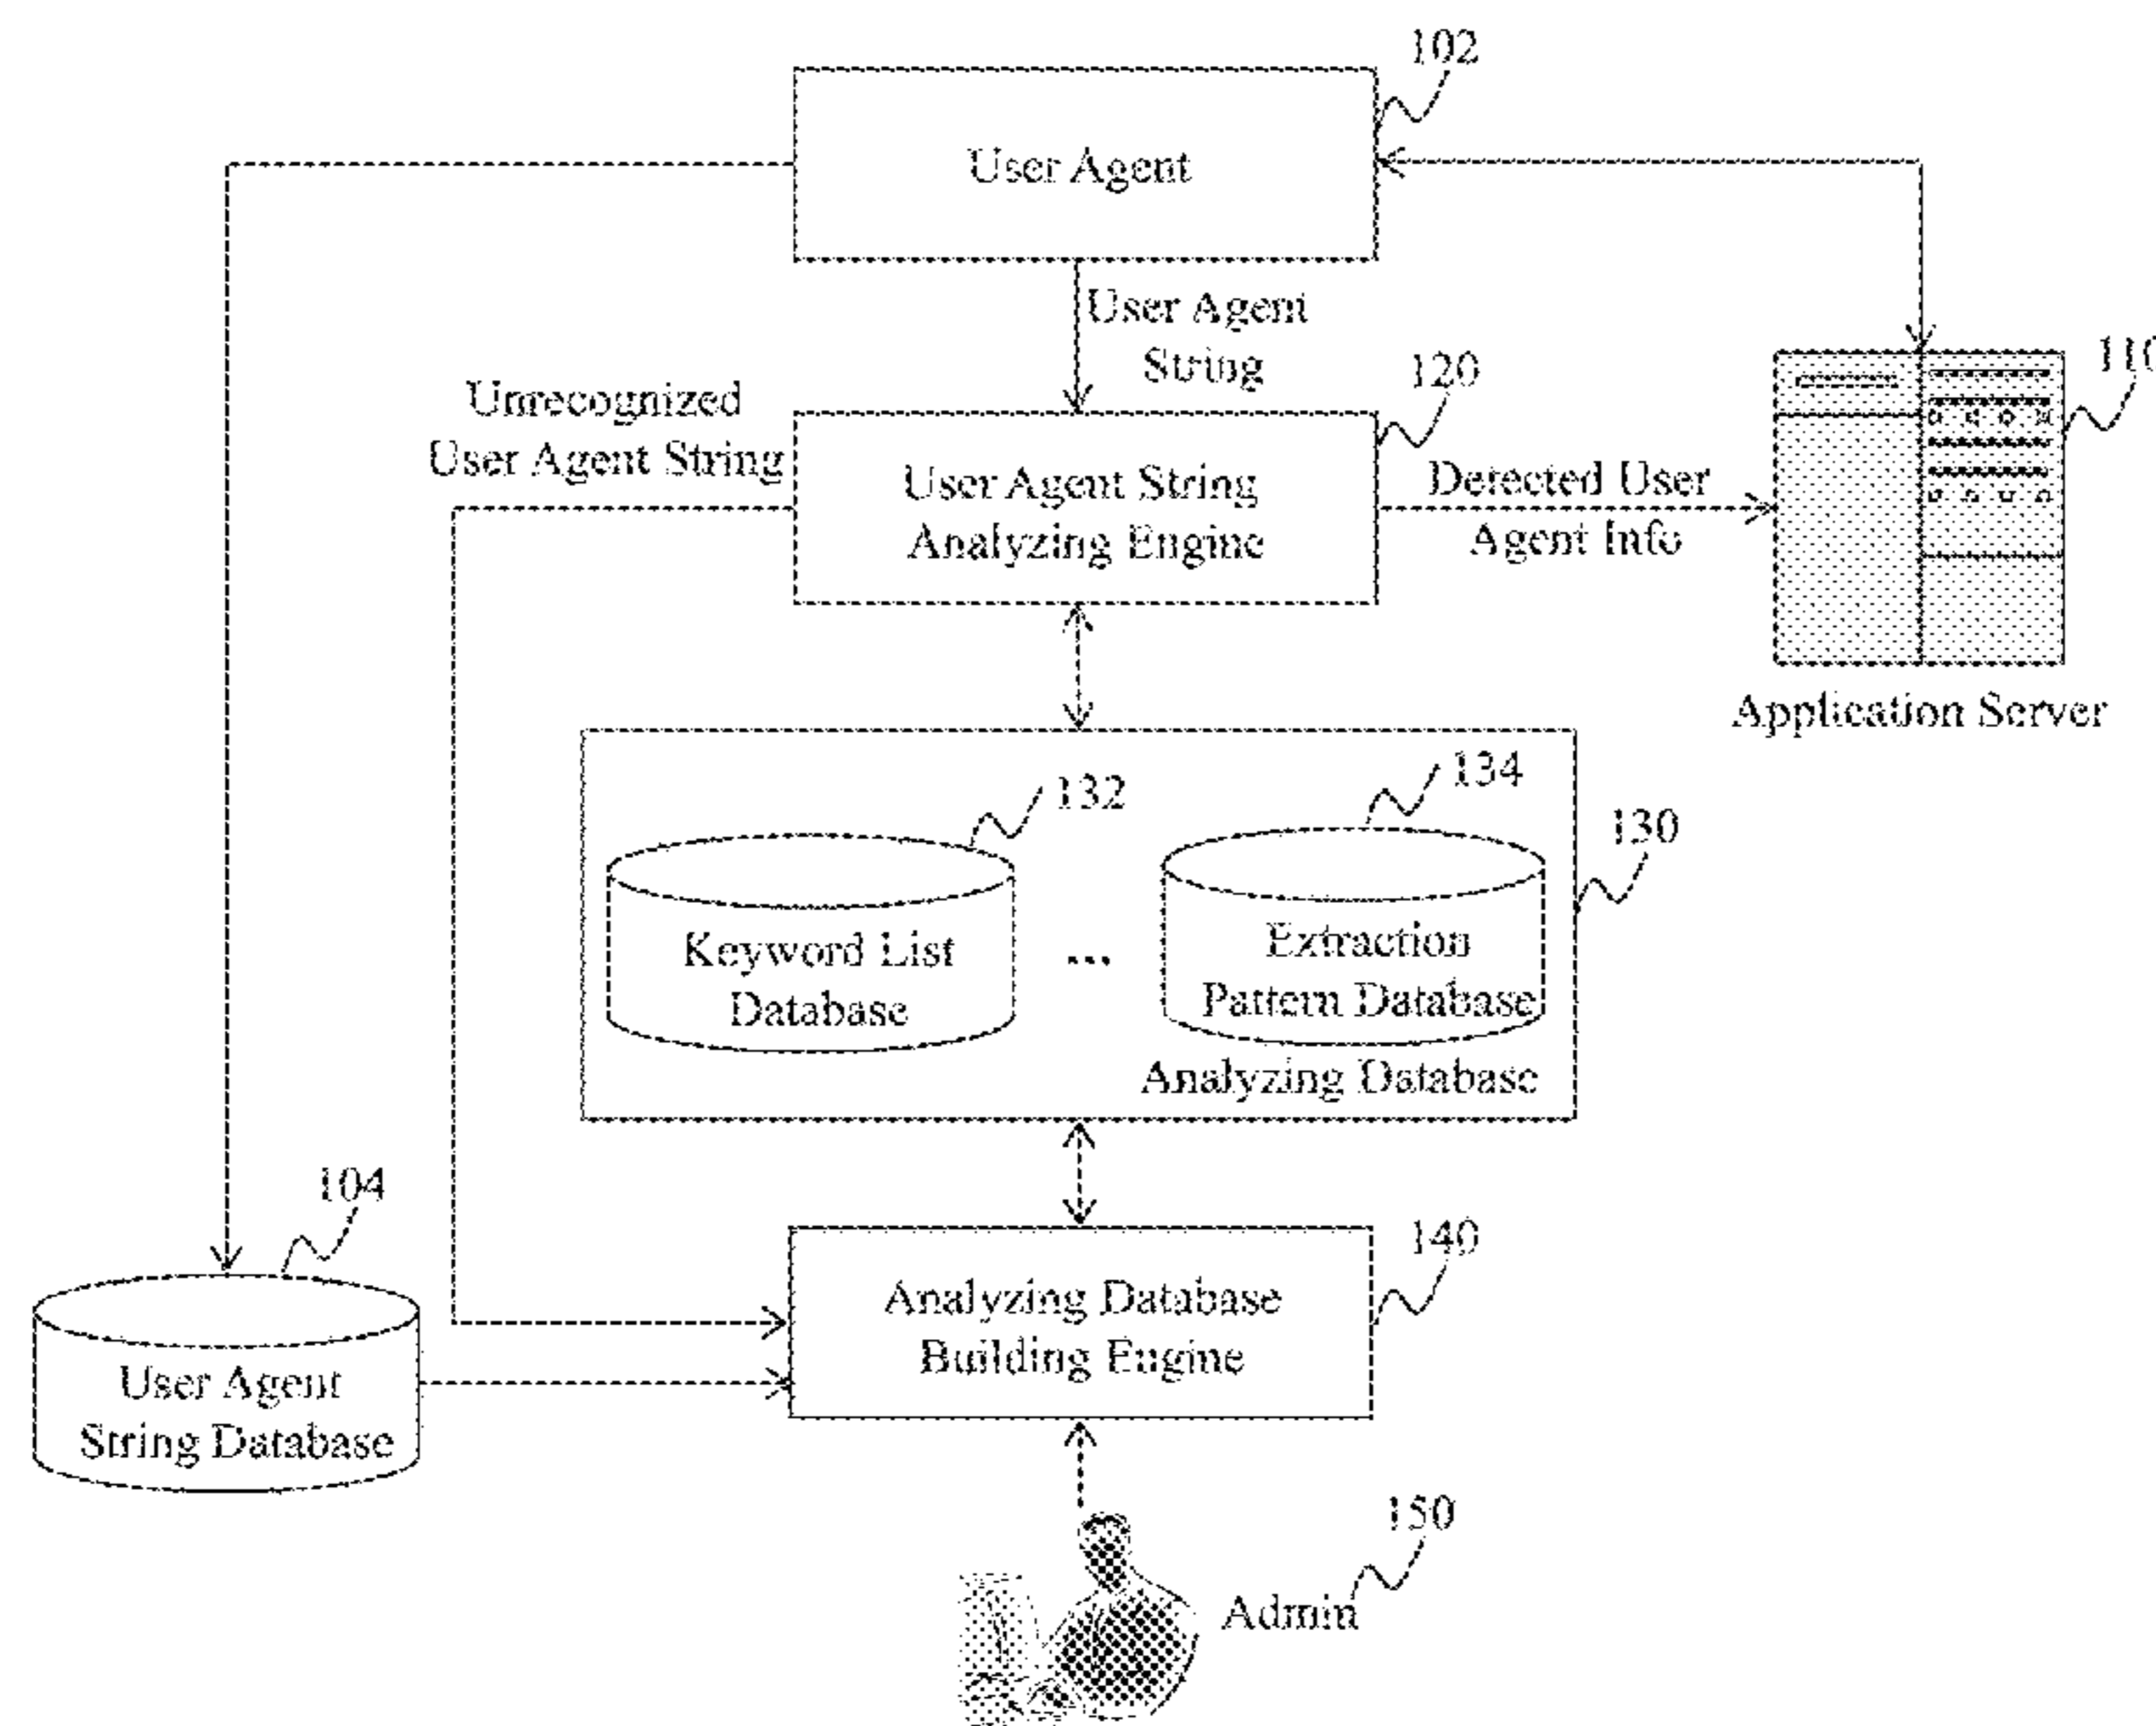 102
User Agent
User Agent
String
120
110
Unrecognized
User Agent String
User Agent String
Analyzing Engine
Detected User
Agent Info
Application Server
132
134
130
Keyword List
Database
...
Extraction
Pattern Database
Analyzing Database
104
140
Analyzing Database
Building Engine
User Agent
String Database
150
Admin